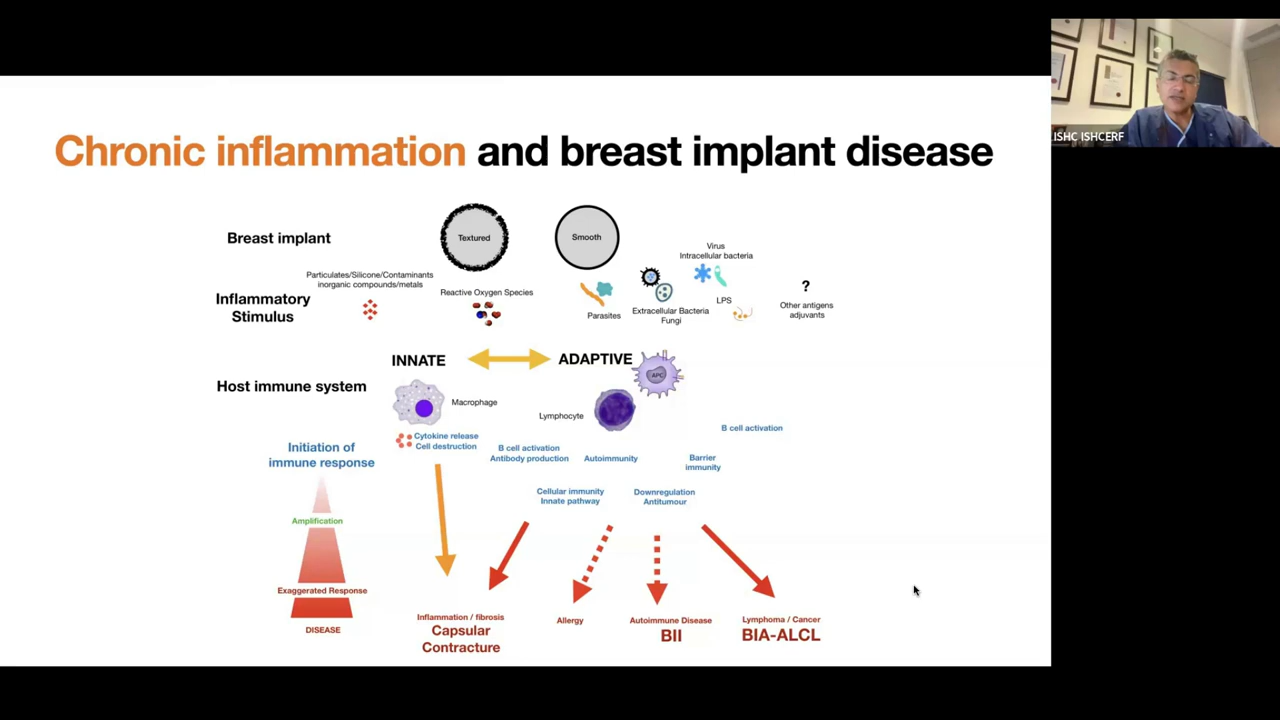 Chronic inflammation and breast implant disease
ISHC ISHCERF
Breast implant
Textured
Smooth
Virus
Intracellular bacteria
Particulates/Silicone/Contaminants
inorganic compounds/metals
Inflammatory
Stimulus
Reactive Oxygen Species
Parasites
Extracellular Bacteria
Fungi
LPS
?
Other antigens
adjuvants
INNATE
ADAPTIVE
APC
Host immune system
Macrophage
Lymphocyte
Initiation of
immune response
Cytokine release
Cell destruction
B cell activation
Antibody production
Autoimmunity
B cell activation
Barrier
immunity
Cellular immunity
Innate pathway
Downregulation
Antitumour
Amplification
Exaggerated Response
DISEASE
Inflammation / fibrosis
Capsular
Contracture
Allergy
Autoimmune Disease
BII
Lymphoma / Cancer
BIA-ALCL